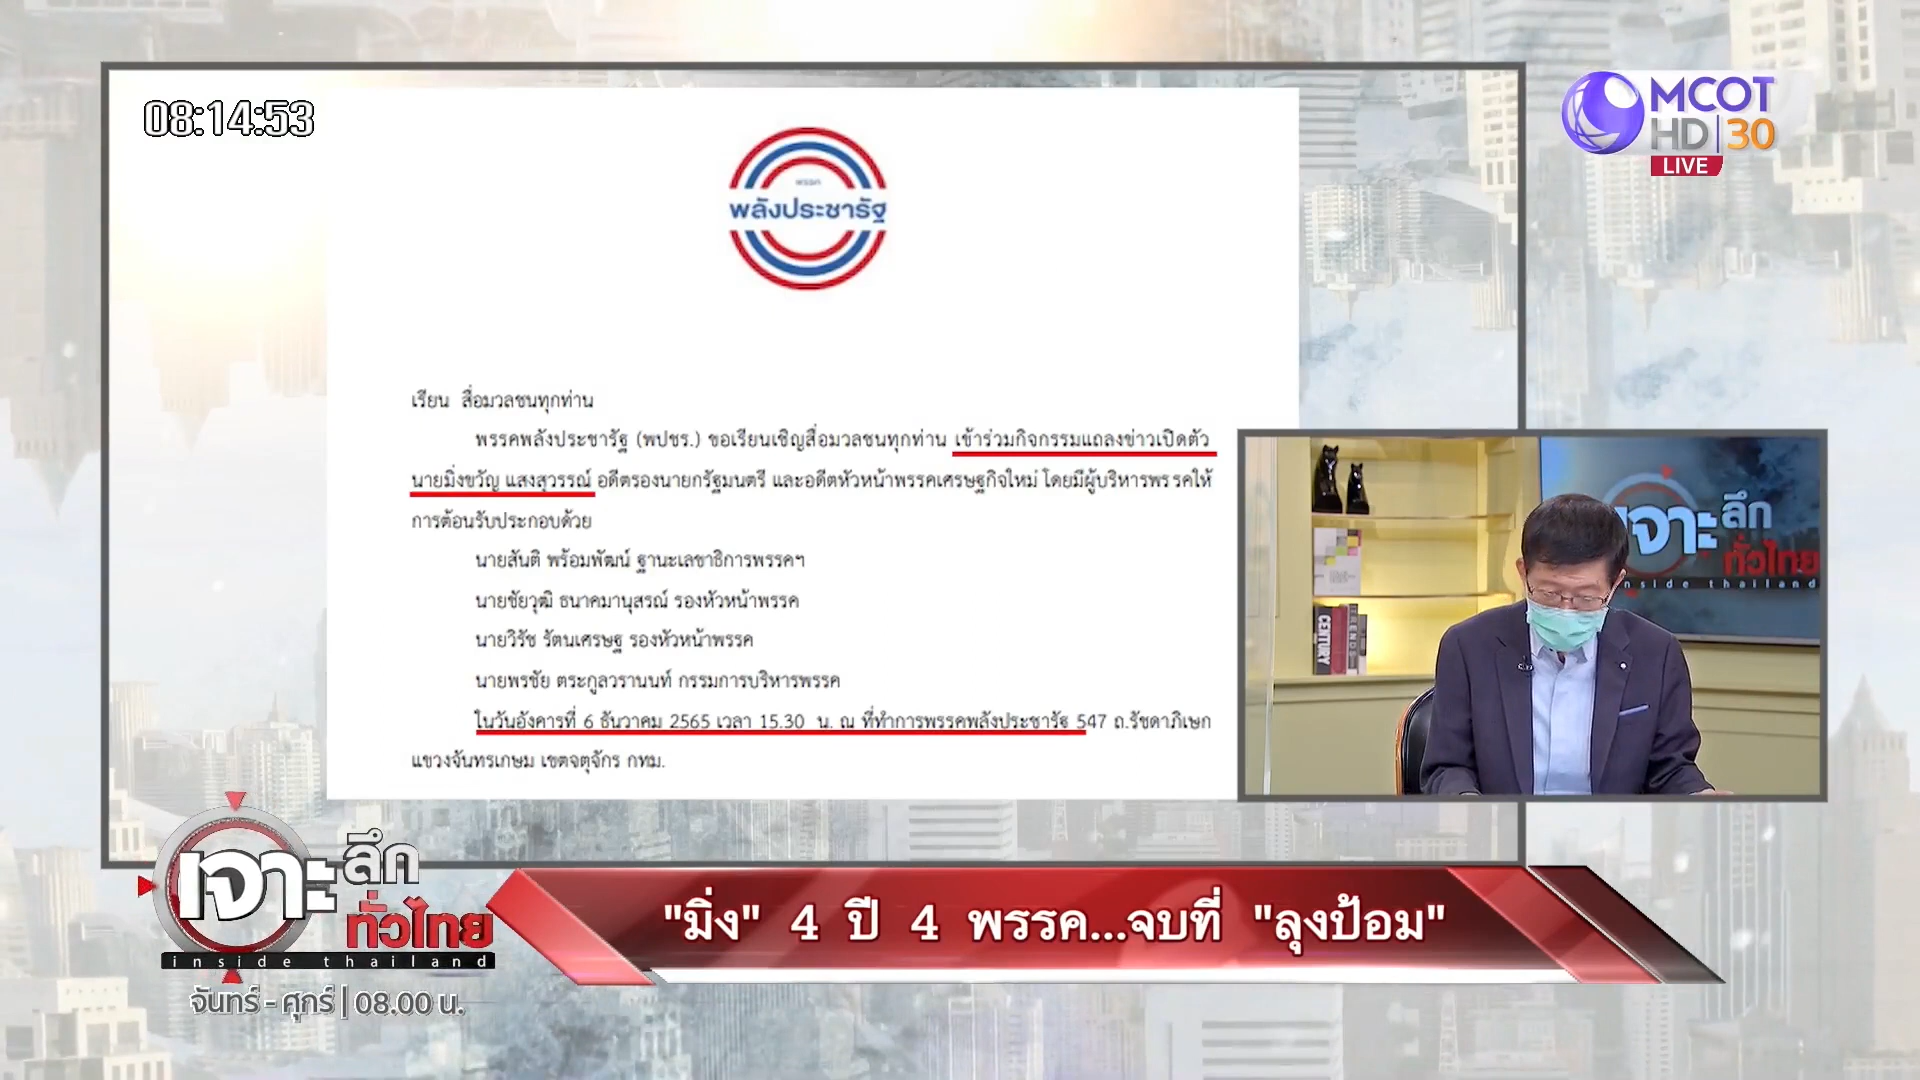 08:14:53
MCOT
HD 30
LIVE
พรรค
พลังประชารัฐ
เรียน สื่อมวลชนทุกท่าน
พรรคพลังประชารัฐ (พปชร.) ขอเรียนเชิญสื่อมวลชนทุกท่าน เข้าร่วมกิจกรรมแถลงข่าวเปิดตัว
นายมิ่งขวัญ แสงสุวรรณ์ อดีตรองนายกรัฐมนตรี และอดีตหัวหน้าพรรคเศรษฐกิจใหม่ โดยมีผู้บริหารพรรคให้
การต้อนรับประกอบด้วย
นายสันติ พร้อมพัฒน์ ฐานะเลขาธิการพรรคฯ
นายชัยวุฒิ ธนาคมานุสรณ์ รองหัวหน้าพรรค
นายวิรัช รัตนเศรษฐ รองหัวหน้าพรรค
นายพรชัย ตระกูลวรานนท์ กรรมการบริหารพรรค
ในวันอังคารที่ 6 ธันวาคม 2565 เวลา 15.30 น. ณ ที่ทำการพรรคพลังประชารัฐ 547 ถ.รัชดาภิเษก
แขวงจันทรเกษม เขตจตุจักร กทม.
เจาะลึก
ทั่วไทย
inside thailand
CENTURY
TRENDS
เจาะลึก
ทั่วไทย
inside thailand
จันทร์ - ศุกร์ | 08.00 น.
"มิ่ง" 4 ปี 4 พรรค...จบที่ "ลุงป้อม"